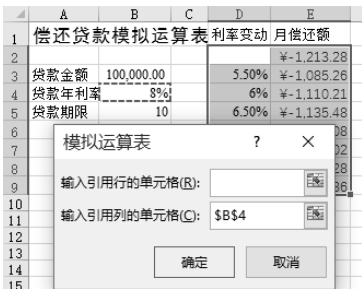 A B C D E
1 偿还贷款模拟运算表 利率变动 月偿还额
2 ¥-1,213.28
3 贷款金额 100,000.00 5.50% ¥-1,085.26
4 贷款年利率 8% 6% ¥-1,110.21
5 贷款期限 10 6.50% ¥-1,135.48
6 08
7 模拟运算表 ? × 02
8 28
9 输入引用行的单元格(R): 36
10
11 输入引用列的单元格(C): $B$4
12
13
14 确定 取消
15